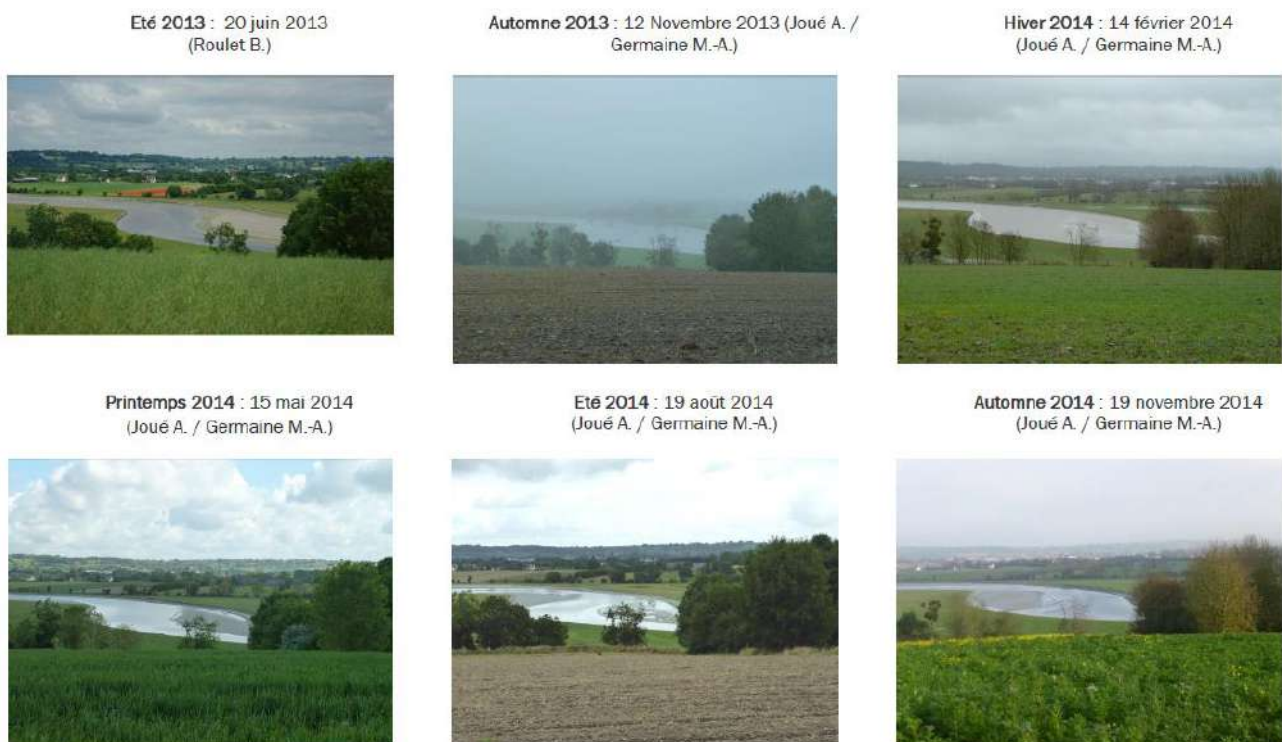 Eté 2013 : 20 juin 2013
(Roulet B.)
Automne 2013 : 12 Novembre 2013 (Joué A. /
Germaine M.-A.)
Hiver 2014 : 14 février 2014
(Joué A. / Germaine M.-A.)
Printemps 2014 : 15 mai 2014
(Joué A. / Germaine M.-A.)
Eté 2014 : 19 août 2014
(Joué A. / Germaine M.-A.)
Automne 2014 : 19 novembre 2014
(Joué A. / Germaine M.-A.)